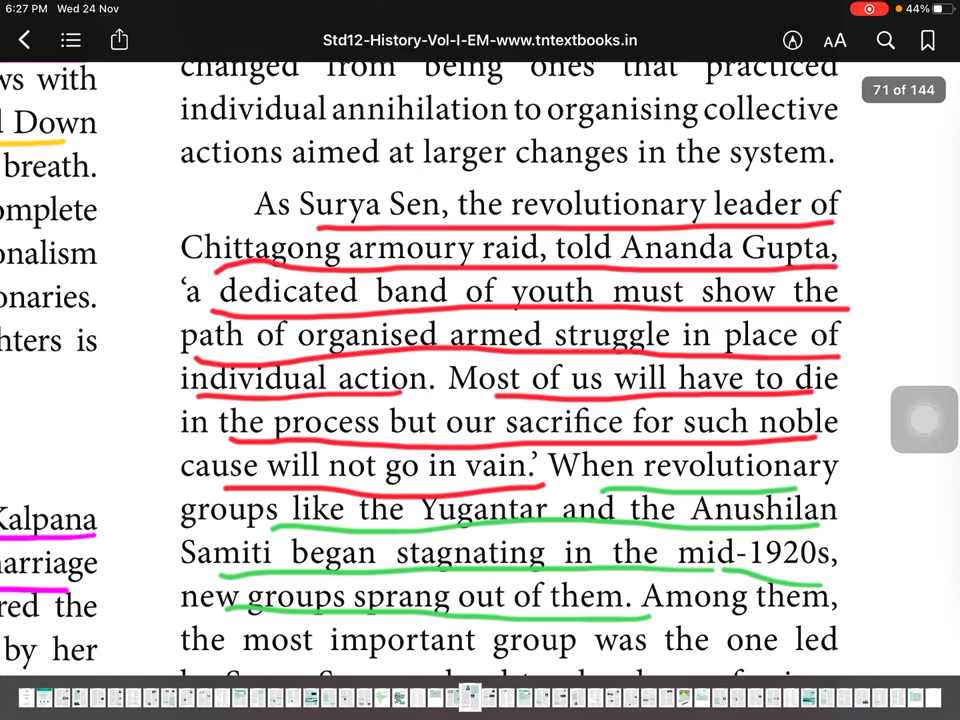 6:27 PM Wed 24 Nov
44%
Std12-History-Vol-I-EM-www.tntextbooks.in
AA
71 of 144
ws with
Down
breath.
omplete
onalism
onaries.
hters is
Kalpana
arriage
red the
by her
changed from being ones that practiced
individual annihilation to organising collective
actions aimed at larger changes in the system.
As Surya Sen, the revolutionary leader of
Chittagong armoury raid, told Ananda Gupta,
‘a dedicated band of youth must show the
path of organised armed struggle in place of
individual action. Most of us will have to die
in the process but our sacrifice for such noble
cause will not go in vain.’ When revolutionary
groups like the Yugantar and the Anushilan
Samiti began stagnating in the mid-1920s,
new groups sprang out of them. Among them,
the most important group was the one led